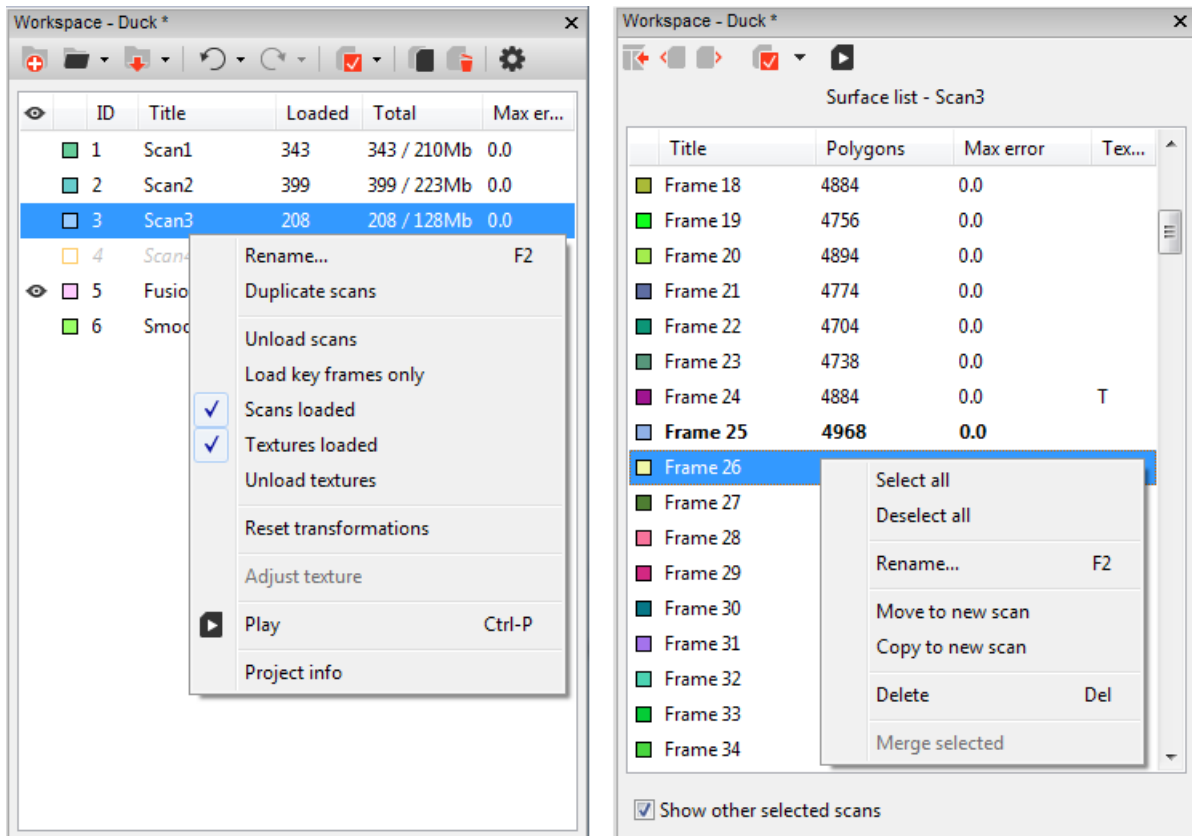 Workspace - Duck *
ID Title Loaded Total Max er...
1 Scan1 343 343 / 210Mb 0.0
2 Scan2 399 399 / 223Mb 0.0
3 Scan3 208 208 / 128Mb 0.0
4 Scan4
5 Fusio
6 Smoo
Rename... F2
Duplicate scans
Unload scans
Load key frames only
Scans loaded
Textures loaded
Unload textures
Reset transformations
Adjust texture
Play Ctrl-P
Project info
Workspace - Duck *
Surface list - Scan3
Title Polygons Max error Tex...
Frame 18 4884 0.0
Frame 19 4756 0.0
Frame 20 4894 0.0
Frame 21 4774 0.0
Frame 22 4704 0.0
Frame 23 4738 0.0
Frame 24 4884 0.0 T
Frame 25 4968 0.0
Frame 26
Frame 27
Frame 28
Frame 29
Frame 30
Frame 31
Frame 32
Frame 33
Frame 34
Select all
Deselect all
Rename... F2
Move to new scan
Copy to new scan
Delete Del
Merge selected
Show other selected scans